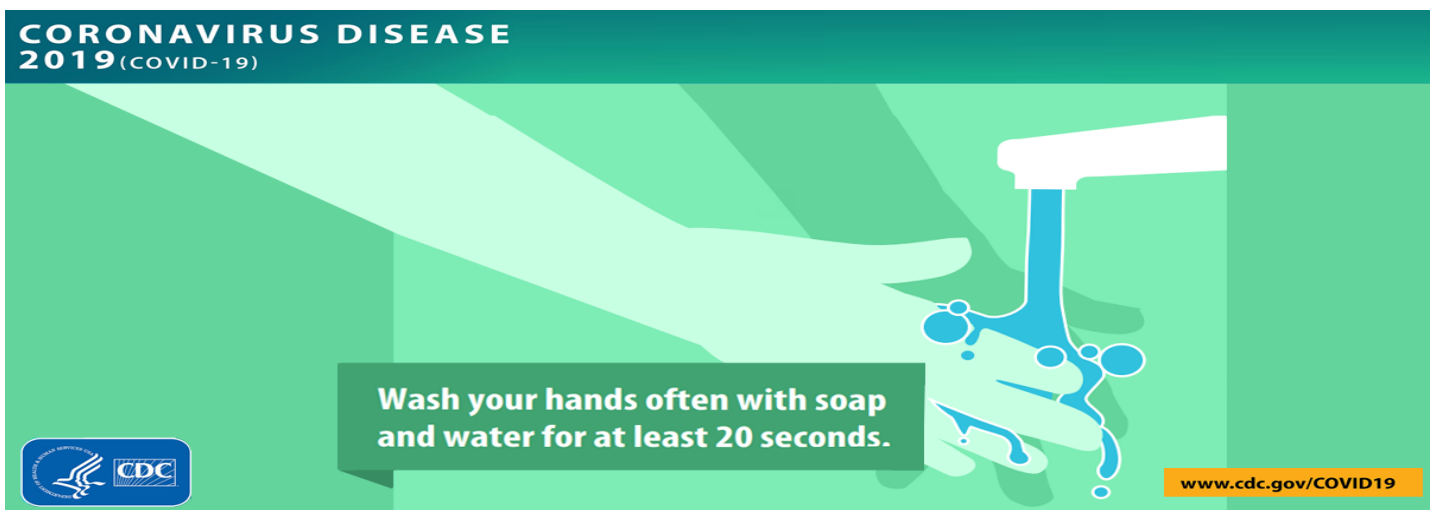 CORONAVIRUS DISEASE
2019 (COVID-19)
Wash your hands often with soap
and water for at least 20 seconds.
CDC
www.cdc.gov/COVID19